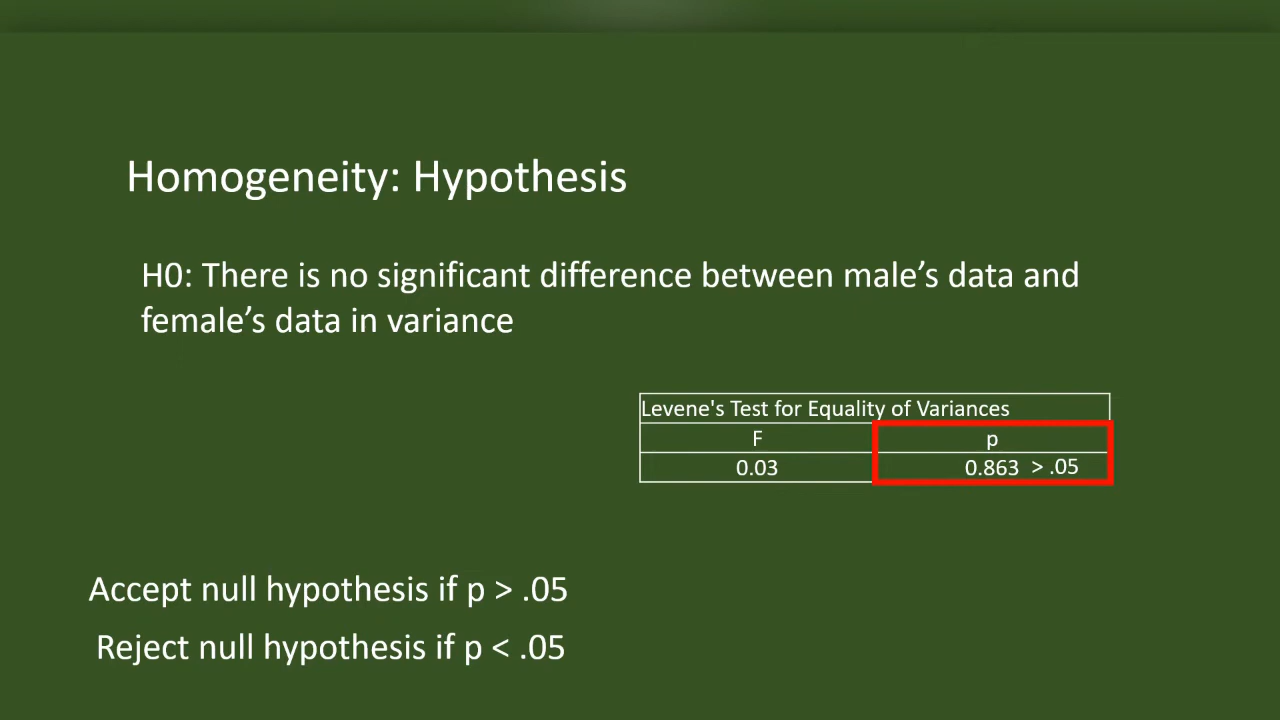 Homogeneity: Hypothesis
H0: There is no significant difference between male’s data and
female’s data in variance
Levene's Test for Equality of Variances
F p
0.03 0.863 > .05
Accept null hypothesis if p > .05
Reject null hypothesis if p < .05